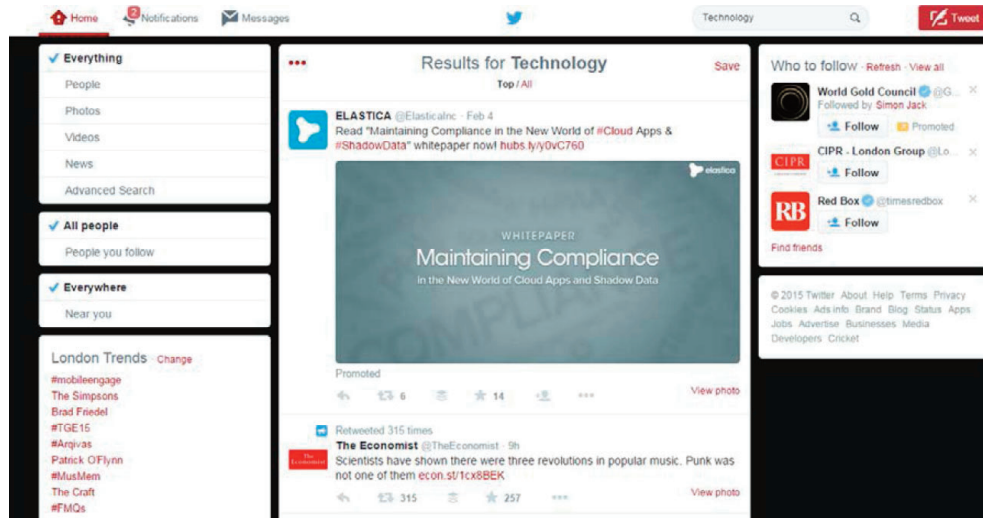 Home
2
Notifications
Messages
Technology
Tweet
Everything
People
Photos
Videos
News
Advanced Search
All people
People you follow
Everywhere
Near you
London Trends · Change
#mobileengage
The Simpsons
Brad Friedel
#TGE15
#Arqivas
Patrick O'Flynn
#MusMem
The Craft
#FMQs
Results for Technology
Save
Top / All
ELASTICA @ElasticaInc · Feb 4
Read "Maintaining Compliance in the New World of #Cloud Apps &
#ShadowData" whitepaper now! hubs.ly/y0vC760
elastica
WHITEPAPER
Maintaining Compliance
in the New World of Cloud Apps and Shadow Data
COMPLIANCE
Promoted
6
14
View photo
Retweeted 315 times
The Economist @TheEconomist · 9h
The Economist
Scientists have shown there were three revolutions in popular music. Punk was
not one of them econ.st/1cx8BEK
315
257
View photo
Who to follow · Refresh · View all
World Gold Council @G...
Followed by Simon Jack
Follow
Promoted
CIPR
CIPR - London Group @Lo...
Follow
RB
Red Box @timesredbox
Follow
Find friends
© 2015 Twitter About Help Terms Privacy
Cookies Ads info Brand Blog Status Apps
Jobs Advertise Businesses Media
Developers Cricket